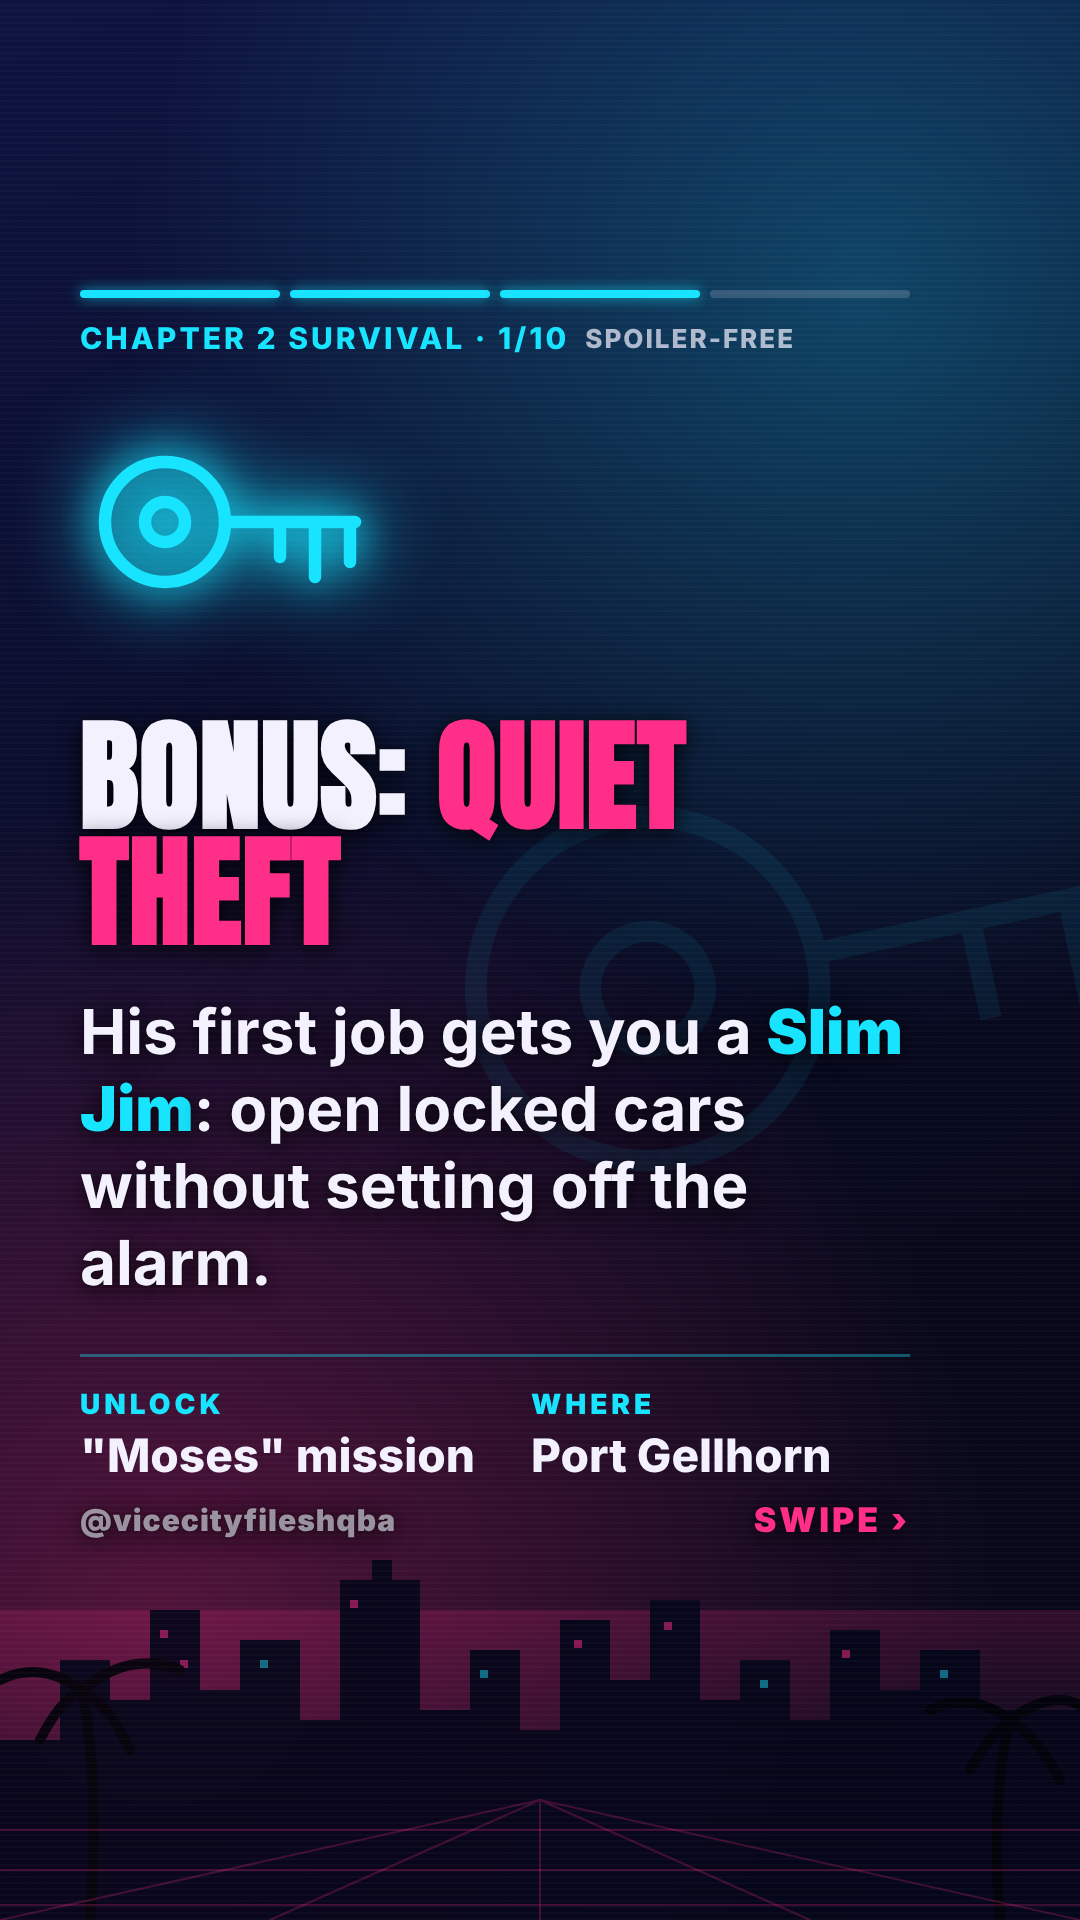 CHAPTER 2 SURVIVAL · 1/10 SPOILER-FREE
BONUS: QUIET
THEFT
His first job gets you a Slim
Jim: open locked cars
without setting off the
alarm.
UNLOCK WHERE
"Moses" mission Port Gellhorn
@vicecityfileshqba SWIPE ›